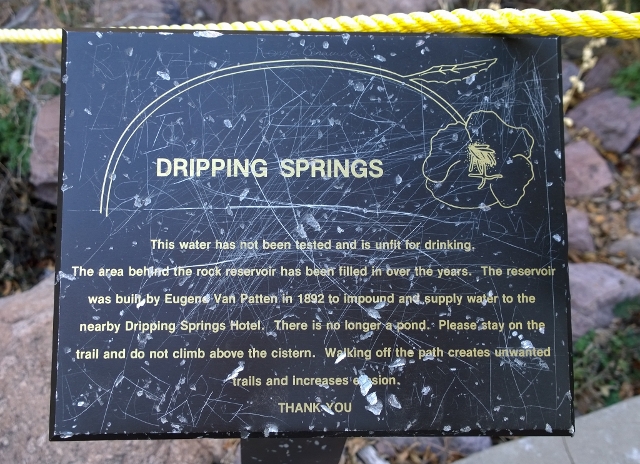 DRIPPING SPRINGS
This water has not been tested and is unfit for drinking.
The area behind the rock reservoir has been filled in over the years. The reservoir
was built by Eugene Van Patten in 1892 to impound and supply water to the
nearby Dripping Springs Hotel. There is no longer a pond. Please stay on the
trail and do not climb above the cistern. Walking off the path creates unwanted
trails and increases erosion.
THANK YOU